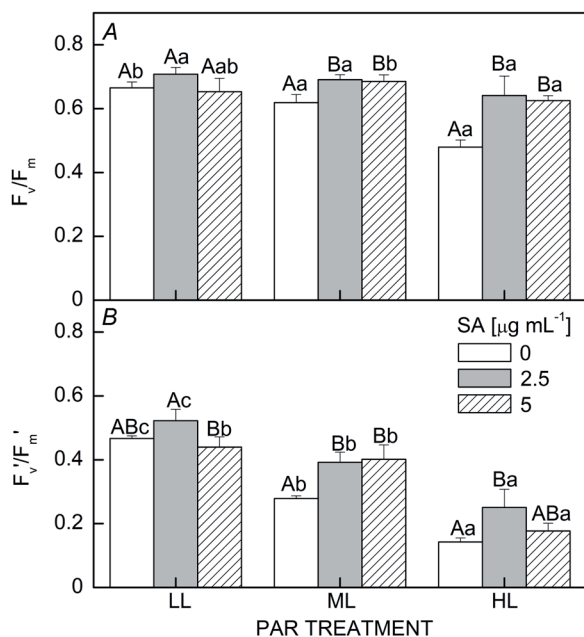 A
0.8
Aa
Ab
Aab
Aa
Ba
Bb
Ba
Ba
Aa
0.6
0.4
0.2
0
Fv/Fm
B
0.8
SA [μg mL-1]
0
2.5
5
0.6
ABc
Ac
Bb
Ab
Bb
Bb
Aa
Ba
ABa
0.4
0.2
0
Fv'/Fm'
LL ML HL
PAR TREATMENT